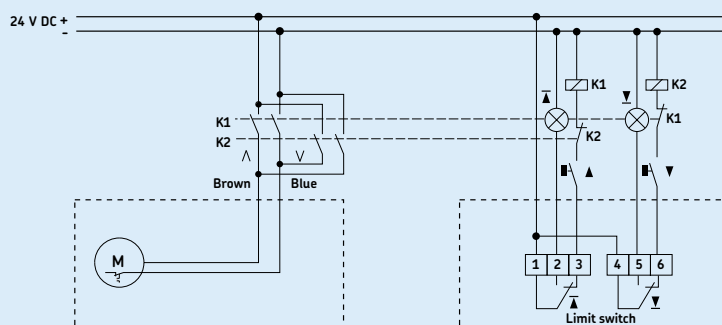 24 V DC +
-
K1
K2
K1
K2
K2
K1
Brown
Blue
M
1 2 3
4 5 6
Limit switch